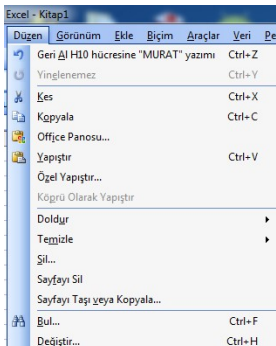 Excel - Kitap1
Düzen Görünüm Ekle Biçim Araçlar Veri Pe
Geri Al H10 hücresine "MURAT" yazımı Ctrl+Z
Yinelenemez Ctrl+Y
Kes Ctrl+X
Kopyala Ctrl+C
Office Panosu...
Yapıştır Ctrl+V
Özel Yapıştır...
Köprü Olarak Yapıştır
Doldur
Temizle
Sil...
Sayfayı Sil
Sayfayı Taşı veya Kopyala...
Bul... Ctrl+F
Değiştir... Ctrl+H